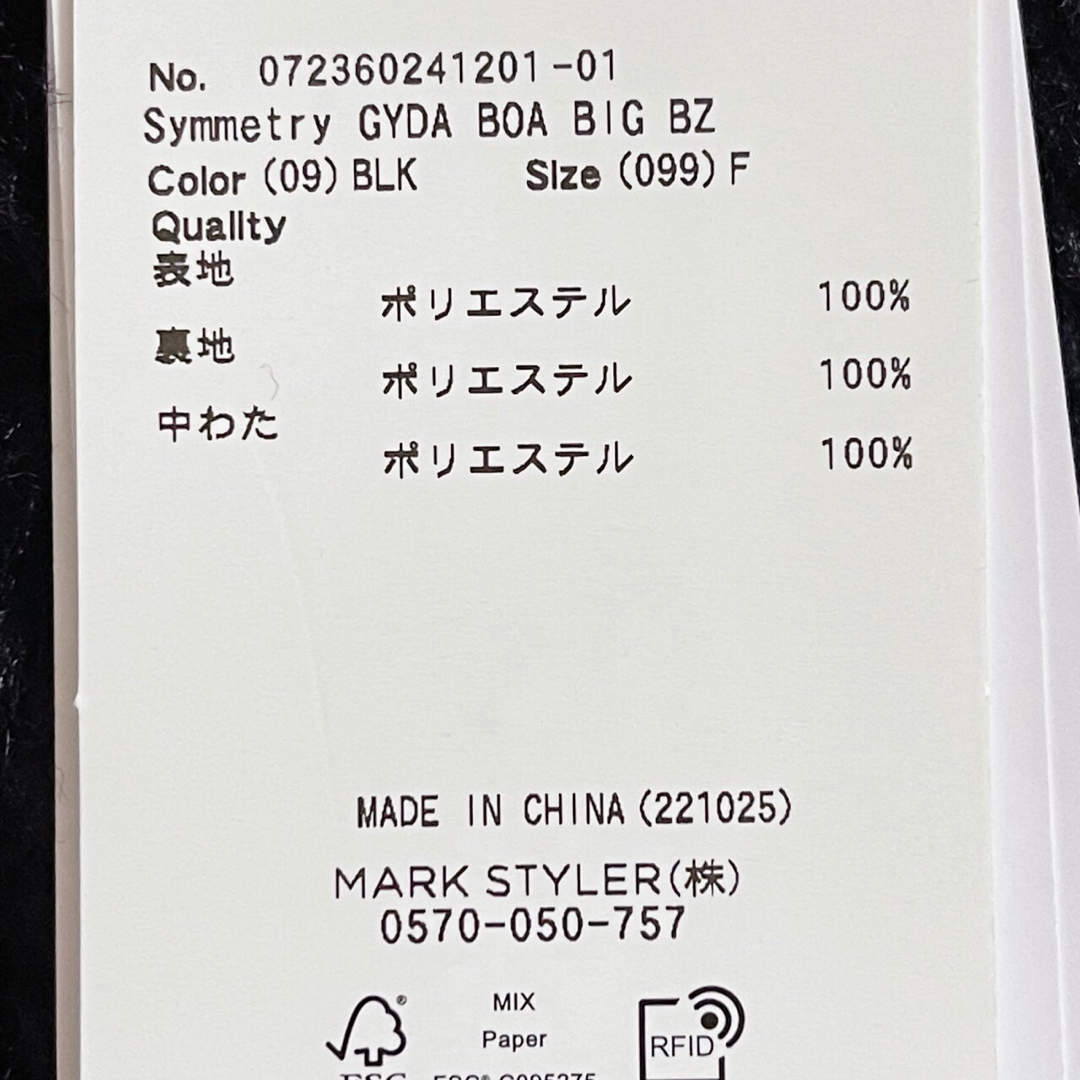 No. 072360241201-01
Symmetry GYDA BOA BIG BZ
Color (09) BLK Size (099) F
Quality
表地
ポリエステル 100%
裏地
ポリエステル 100%
中わた
ポリエステル 100%
MADE IN CHINA (221025)
MARK STYLER(株)
0570-050-757
MIX
Paper
RFID
FSC